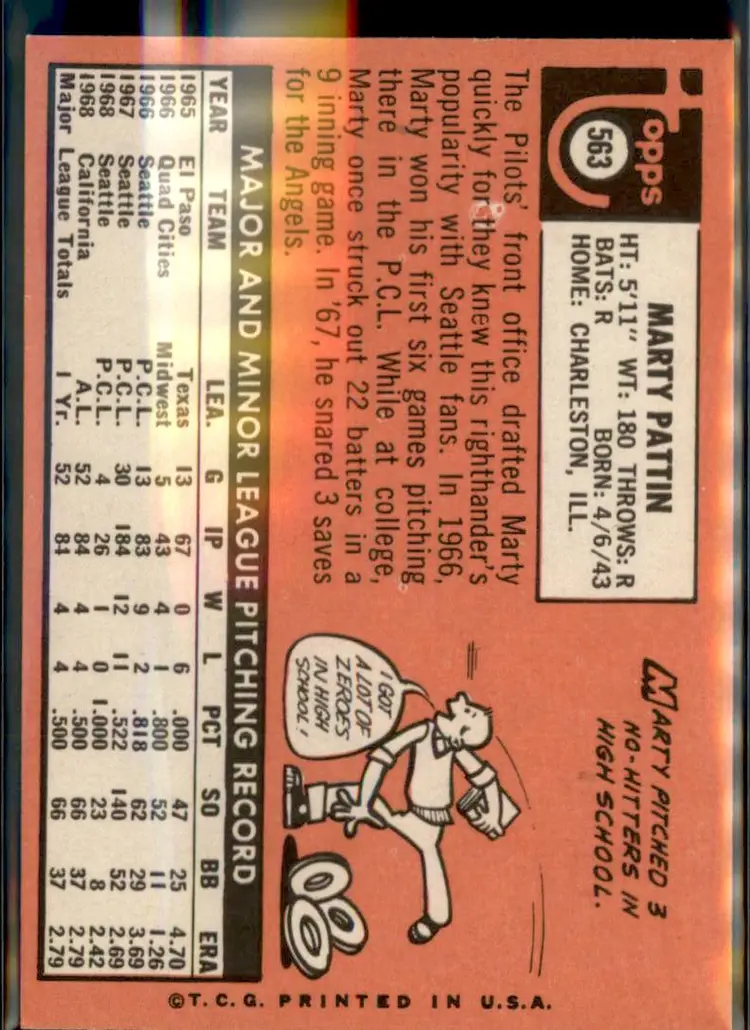 Topps
563
MARTY PATTIN
HT: 5'11" WT: 180 THROWS: R
BATS: R BORN: 4/6/43
HOME: CHARLESTON, ILL.
The Pilots' front office drafted Marty
quickly for they knew this righthander's
popularity with Seattle fans. In 1966,
Marty won his first six games pitching
there in the P.C.L. While at college,
Marty once struck out 22 batters in a
9 inning game. In '67, he snared 3 saves
for the Angels.
MARTY PITCHED 3
NO-HITTERS IN
HIGH SCHOOL.
I GOT
A LOT OF
ZEROES
IN HIGH
SCHOOL!
MAJOR AND MINOR LEAGUE PITCHING RECORD
YEAR TEAM LEA. G IP W L PCT SO BB ERA
1965 El Paso Texas 13 67 0 6 .000 47 25 4.70
1966 Quad Cities Midwest 5 43 4 1 .800 52 11 1.26
1966 Seattle P.C.L. 13 83 9 2 .818 62 29 3.69
1967 Seattle P.C.L. 30 184 12 11 .522 140 52 2.69
1968 Seattle P.C.L. 4 26 1 0 1.000 23 8 2.42
1968 California A.L. 52 84 4 4 .500 66 37 2.79
Major League Totals 1 Yr. 52 84 4 4 .500 66 37 2.79
©T.C.G. PRINTED IN U.S.A.